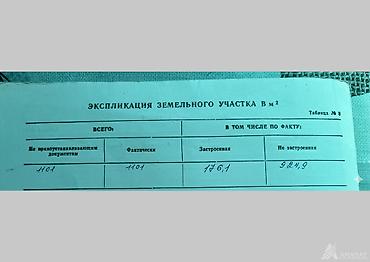 ЭКСПЛИКАЦИЯ ЗЕМЕЛЬНОГО УЧАСТКА В м²
Таблица № 3
ВСЕГО: В ТОМ ЧИСЛЕ ПО ФАКТУ:
По правоустанавливающим документам Фактически Застроенная Не застроенная
1101 1101 176,1 924,9